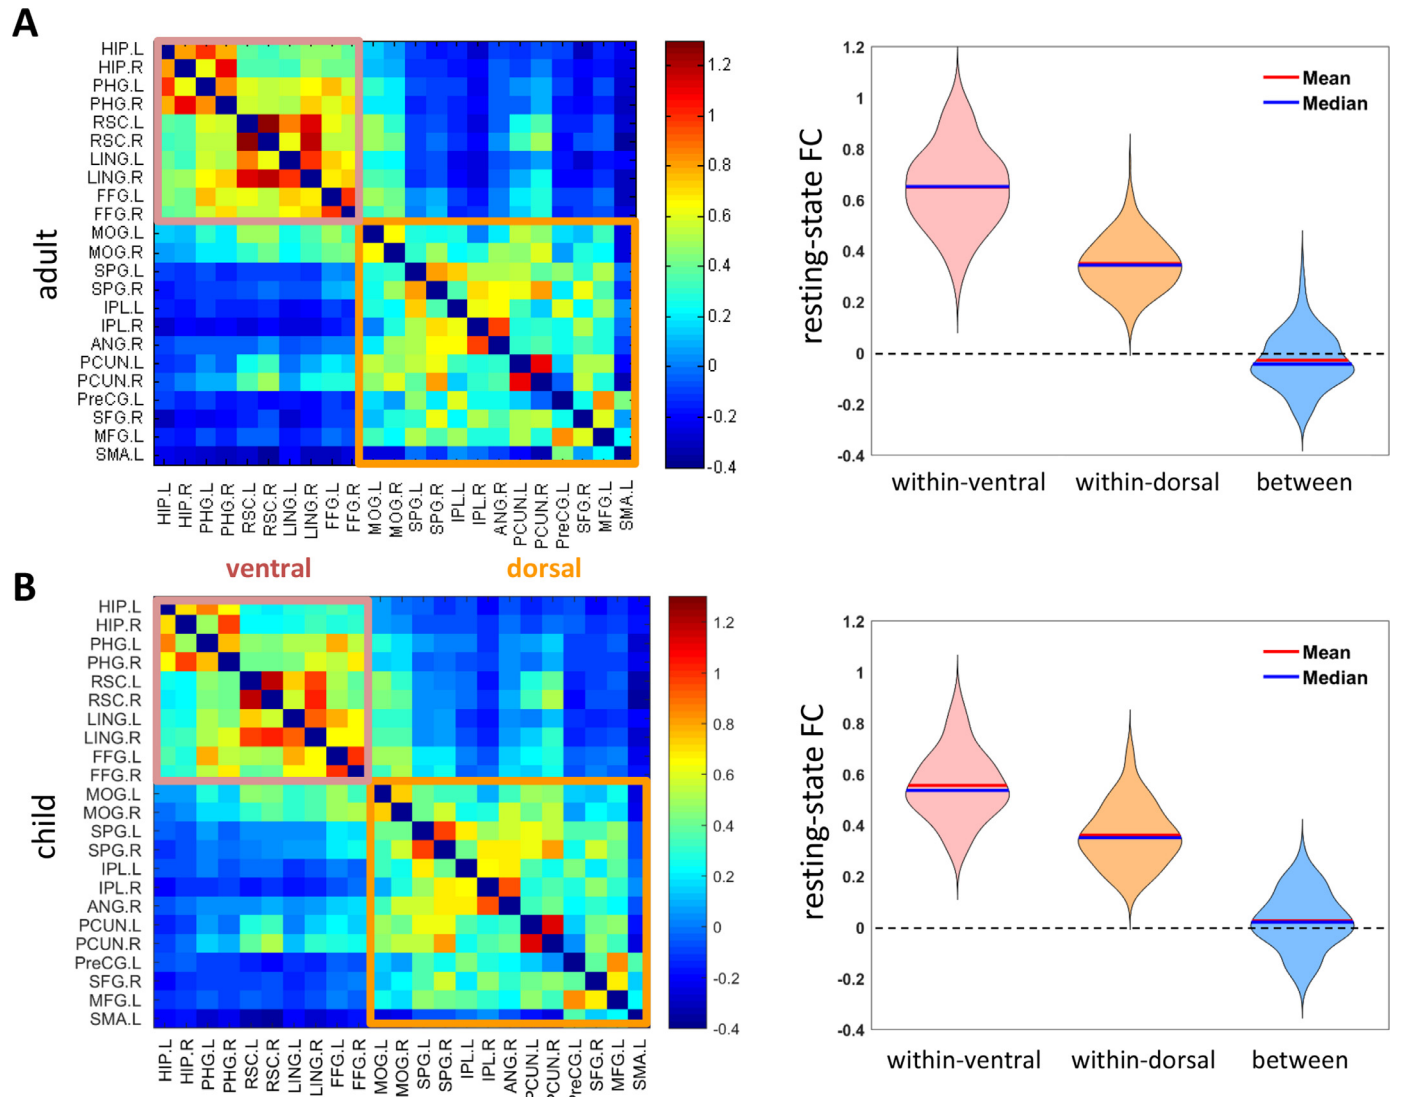 A
HIP.L
HIP.R
PHG.L
PHG.R
RSC.L
RSC.R
LING.L
LING.R
FFG.L
FFG.R
MOG.L
MOG.R
SPG.L
SPG.R
IPL.L
IPL.R
ANG.R
PCUN.L
PCUN.R
PreCG.L
SFG.R
MFG.L
SMA.L
adult
HIP.L HIP.R PHG.L PHG.R RSC.L RSC.R LING.L LING.R FFG.L FFG.R MOG.L MOG.R SPG.L SPG.R IPL.L IPL.R ANG.R PCUN.L PCUN.R PreCG.L SFG.R MFG.L SMA.L
1.2
1
0.8
0.6
0.4
0.2
0
-0.2
-0.4
resting-state FC
1.2
1
0.8
0.6
0.4
0.2
0
-0.2
-0.4
Mean
Median
within-ventral within-dorsal between
ventral dorsal
B
HIP.L
HIP.R
PHG.L
PHG.R
RSC.L
RSC.R
LING.L
LING.R
FFG.L
FFG.R
MOG.L
MOG.R
SPG.L
SPG.R
IPL.L
IPL.R
ANG.R
PCUN.L
PCUN.R
PreCG.L
SFG.R
MFG.L
SMA.L
child
HIP.L HIP.R PHG.L PHG.R RSC.L RSC.R LING.L LING.R FFG.L FFG.R MOG.L MOG.R SPG.L SPG.R IPL.L IPL.R ANG.R PCUN.L PCUN.R PreCG.L SFG.R MFG.L SMA.L
1.2
1
0.8
0.6
0.4
0.2
0
-0.2
-0.4
resting-state FC
1.2
1
0.8
0.6
0.4
0.2
0
-0.2
-0.4
Mean
Median
within-ventral within-dorsal between